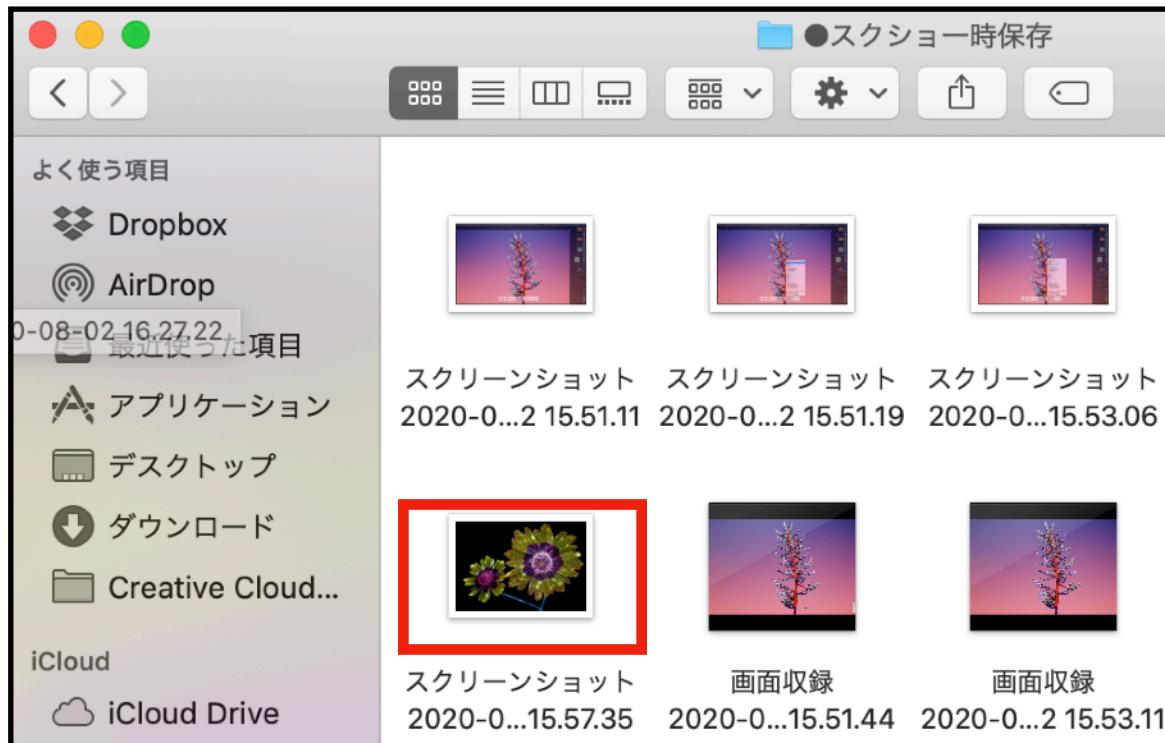 ●スクショ一時保存
よく使う項目
Dropbox
AirDrop
0-08-02 16.27.22
最近使った項目
アプリケーション
デスクトップ
ダウンロード
Creative Cloud...
iCloud
iCloud Drive
スクリーンショット
2020-0...2 15.51.11
スクリーンショット
2020-0...2 15.51.19
スクリーンショット
2020-0...15.53.06
スクリーンショット
2020-0...15.57.35
画面収録
2020-0...15.51.44
画面収録
2020-0...2 15.53.11